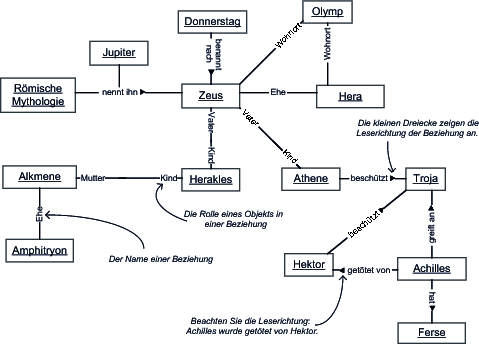 Olymp
Donnerstag
Wohnort
Wohnort
benannt
nach
Jupiter
Römische
Mythologie
nennt ihn
Zeus
Ehe
Hera
Vater
Kind
Vater
Kind
Die kleinen Dreiecke zeigen die
Leserichtung der Beziehung an.
Alkmene
Mutter
Kind
Herakles
Athene
beschützt
Troja
Ehe
Die Rolle eines Objekts in
einer Beziehung
beschützt
greift an
Amphitryon
Der Name einer Beziehung
Hektor
getötet von
Achilles
hat
Beachten Sie die Leserichtung:
Achilles wurde getötet von Hektor.
Ferse